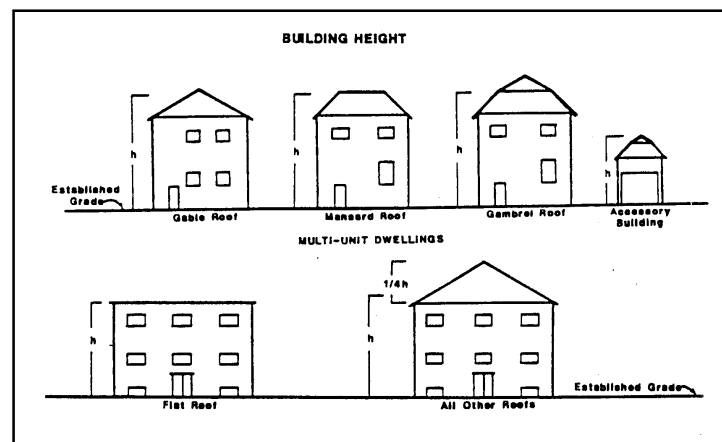 BUILDING HEIGHT
h
h
h
h
Established
Grade
Gable Roof
Mansard Roof
Gambrel Roof
Accessory
Building
MULTI-UNIT DWELLINGS
1/4h
h
h
Established Grade
Flat Roof
All Other Roofs